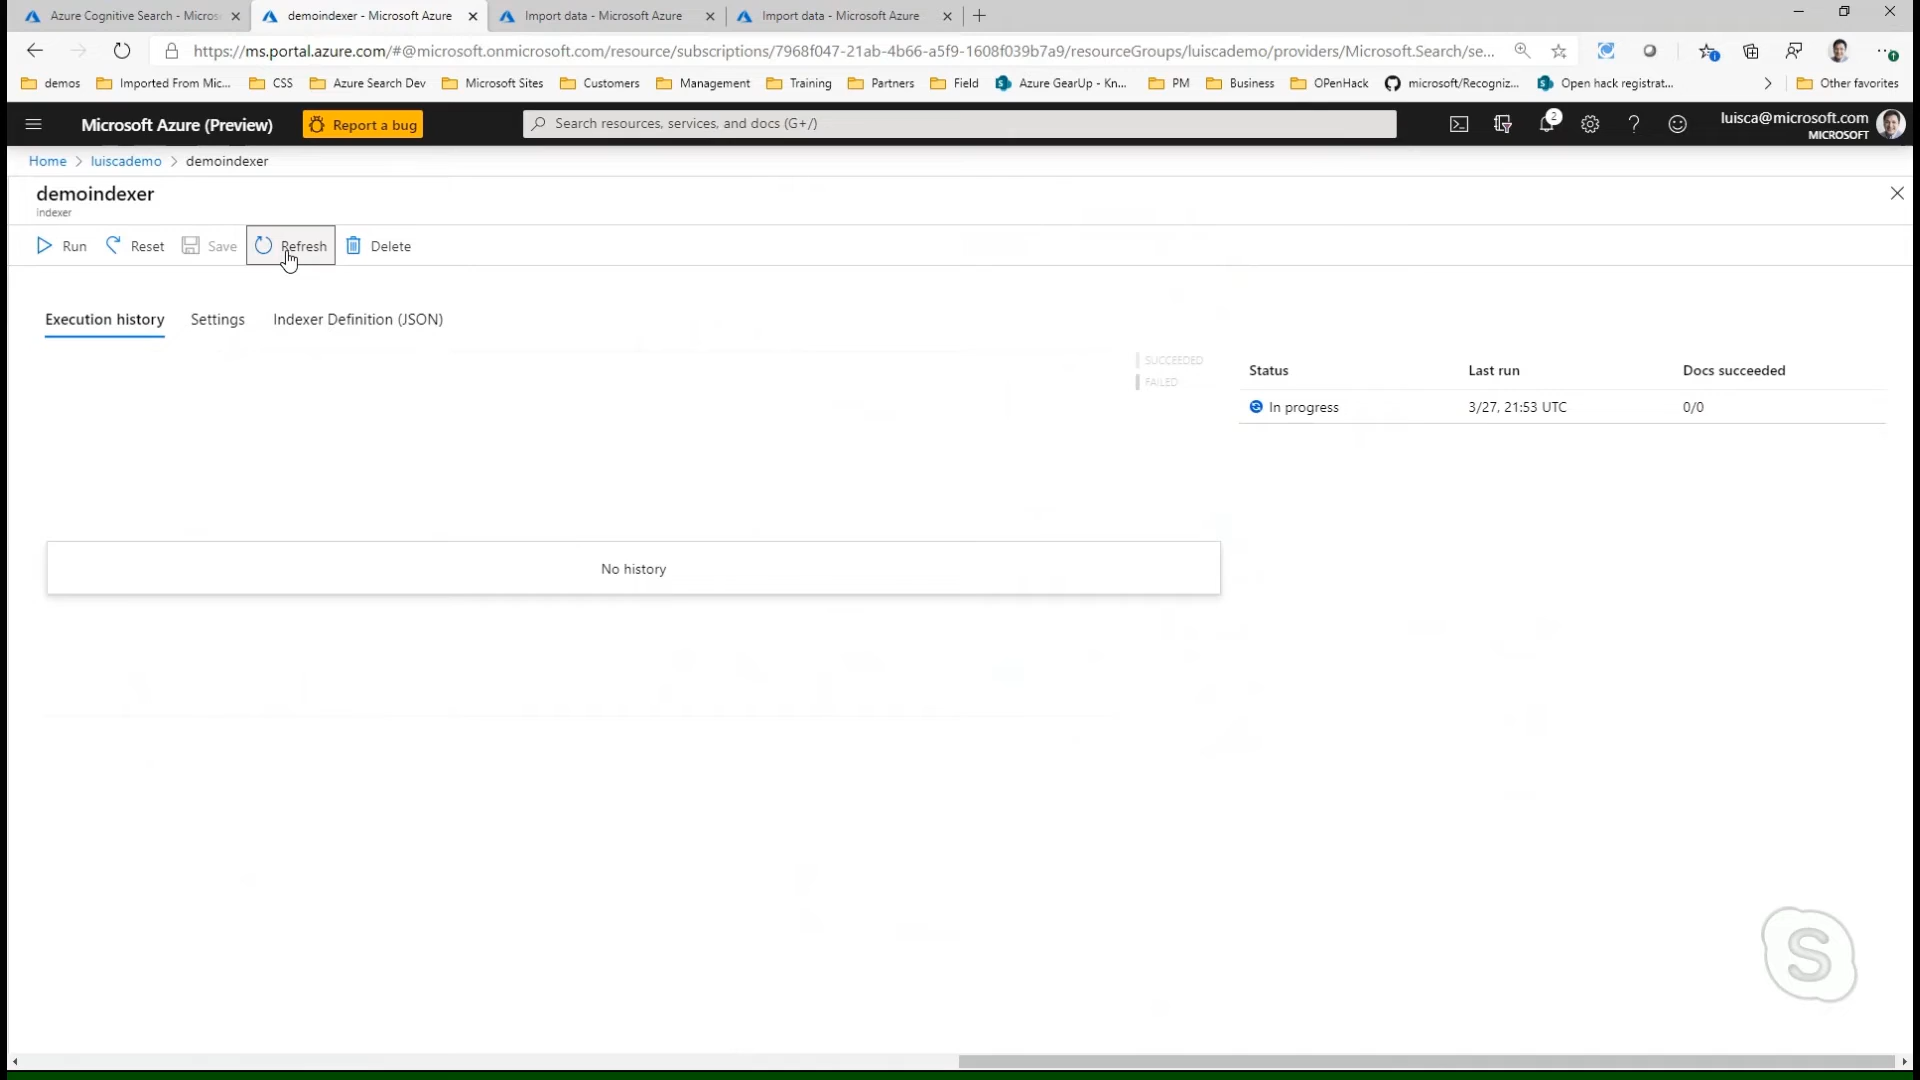 Azure Cognitive Search - Micros
demoindexer - Microsoft Azure
Import data - Microsoft Azure
Import data - Microsoft Azure
https://ms.portal.azure.com/#@microsoft.onmicrosoft.com/resource/subscriptions/7968f047-21ab-4b66-a5f9-1608f039b7a9/resourceGroups/luiscademo/providers/Microsoft.Search/se...
demos
Imported From Mic...
CSS
Azure Search Dev
Microsoft Sites
Customers
Management
Training
Partners
Field
Azure GearUp - Kn...
PM
Business
OPenHack
microsoft/Recogniz...
Open hack registrat...
Other favorites
Microsoft Azure (Preview)
Report a bug
Search resources, services, and docs (G+/)
2
luisca@microsoft.com
MICROSOFT
Home > luiscademo > demoindexer
demoindexer
Indexer
Run
Reset
Save
Refresh
Delete
Execution history
Settings
Indexer Definition (JSON)
SUCCEEDED
FAILED
Status Last run Docs succeeded
In progress 3/27, 21:53 UTC 0/0
No history